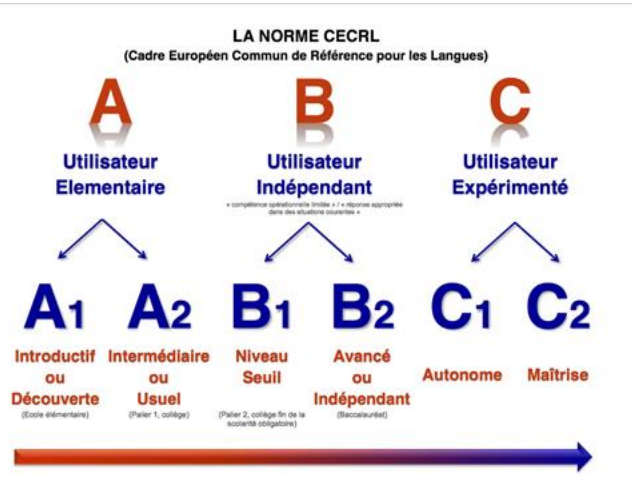 LA NORME CECRL
(Cadre Européen Commun de Référence pour les Langues)
A B C
Utilisateur Elementaire
Utilisateur Indépendant
« compétence opérationnelle limitée » / « réponse appropriée
dans des situations courantes »
Utilisateur Expérimenté
A1 A2 B1 B2 C1 C2
Introductif
ou
Découverte
(Ecole élémentaire)
Intermédiaire
ou
Usuel
(Palier 1, collège)
Niveau
Seuil
(Palier 2, collège fin de la
scolarité obligatoire)
Avancé
ou
Indépendant
(Baccalauréat)
Autonome
Maîtrise